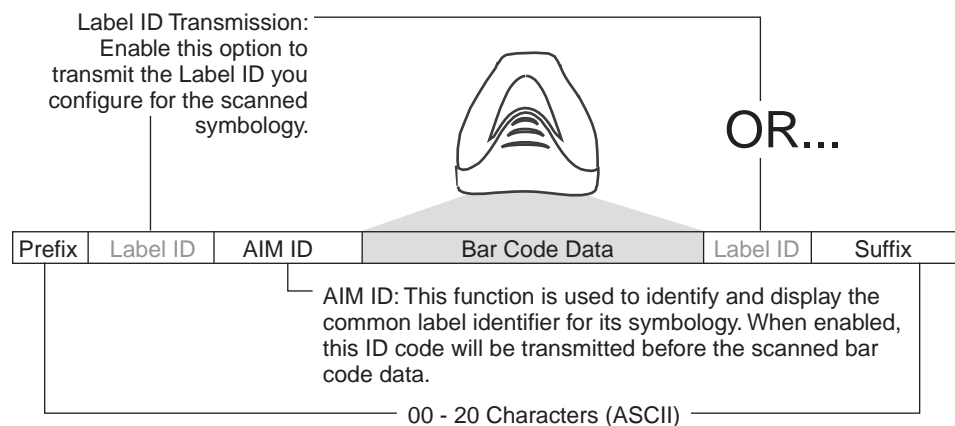 Label ID Transmission:
Enable this option to
transmit the Label ID you
configure for the scanned
symbology.
OR...
Prefix Label ID AIM ID Bar Code Data Label ID Suffix
AIM ID: This function is used to identify and display the
common label identifier for its symbology. When enabled,
this ID code will be transmitted before the scanned bar
code data.
00 - 20 Characters (ASCII)